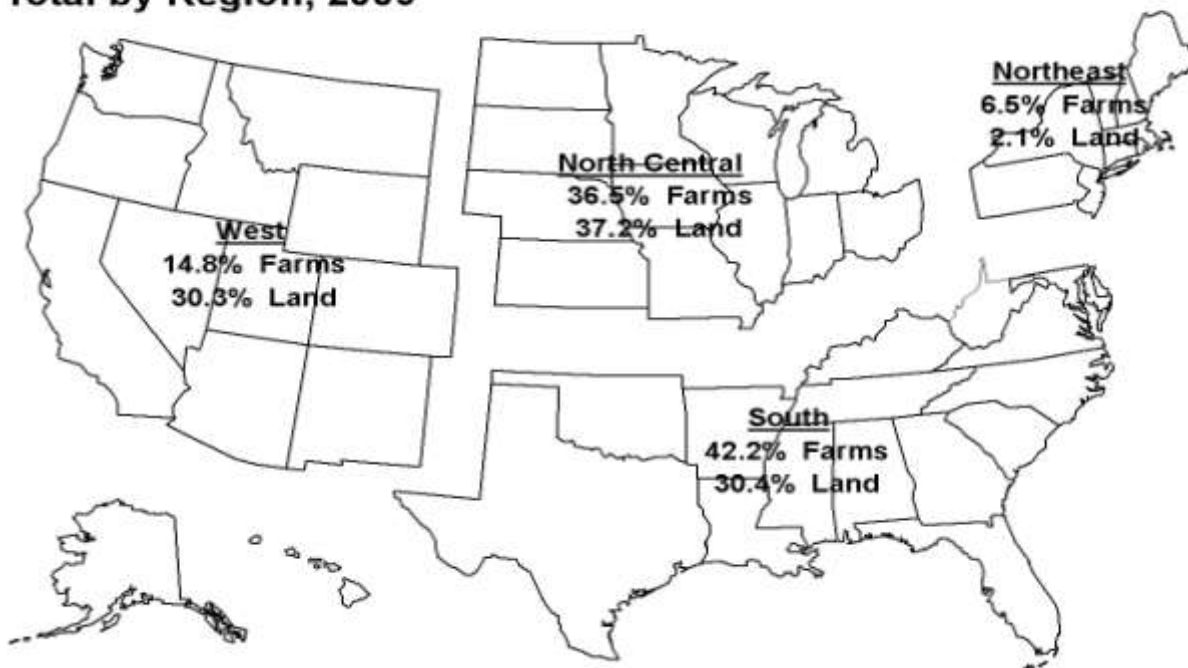 Total by Region, 2009
Northeast
6.5% Farms
2.1% Land
North Central
36.5% Farms
37.2% Land
West
14.8% Farms
30.3% Land
South
42.2% Farms
30.4% Land